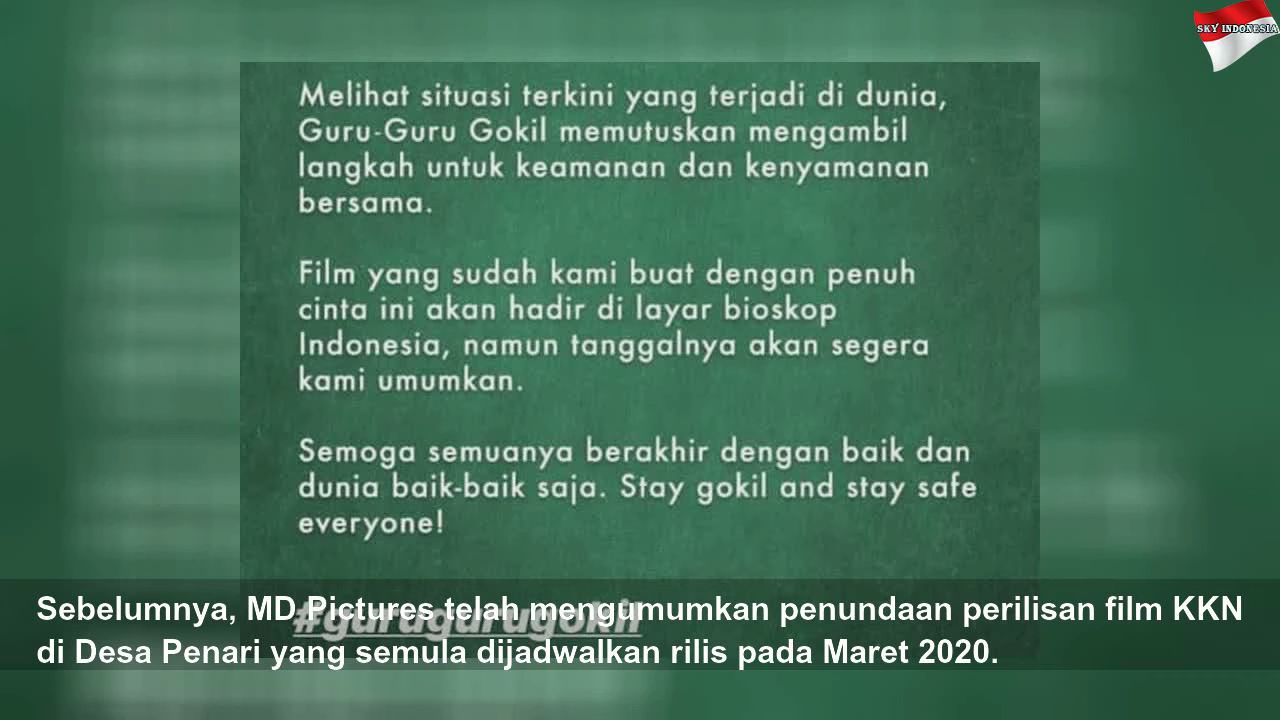 SKY INDONESIA
Melihat situasi terkini yang terjadi di dunia,
Guru-Guru Gokil memutuskan mengambil
langkah untuk keamanan dan kenyamanan
bersama.
Film yang sudah kami buat dengan penuh
cinta ini akan hadir di layar bioskop
Indonesia, namun tanggalnya akan segera
kami umumkan.
Semoga semuanya berakhir dengan baik dan
dunia baik-baik saja. Stay gokil and stay safe
everyone!
#gurugurugokil
Sebelumnya, MD Pictures telah mengumumkan penundaan perilisan film KKN
di Desa Penari yang semula dijadwalkan rilis pada Maret 2020.